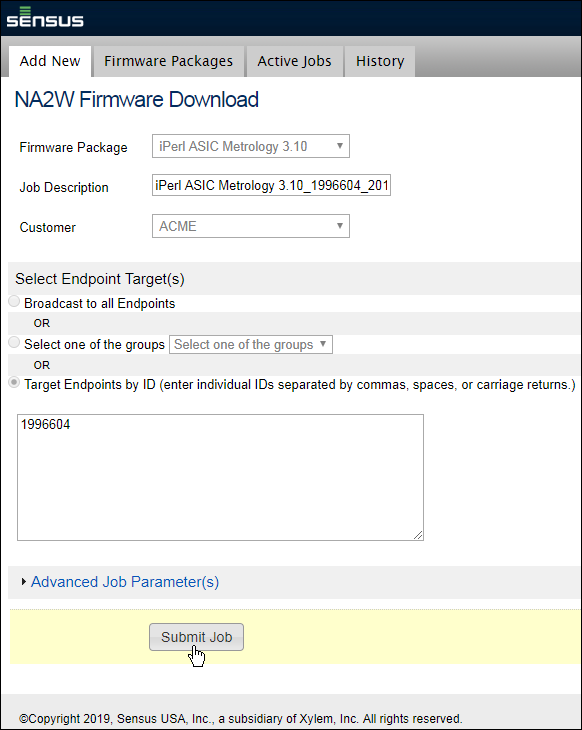 sensus
Add New Firmware Packages Active Jobs History
NA2W Firmware Download
Firmware Package iPerl ASIC Metrology 3.10
Job Description iPerl ASIC Metrology 3.10_1996604_201
Customer ACME
Select Endpoint Target(s)
Broadcast to all Endpoints
OR
Select one of the groups Select one of the groups
OR
Target Endpoints by ID (enter individual IDs separated by commas, spaces, or carriage returns.)
1996604
Advanced Job Parameter(s)
Submit Job
©Copyright 2019, Sensus USA, Inc., a subsidiary of Xylem, Inc. All rights reserved.